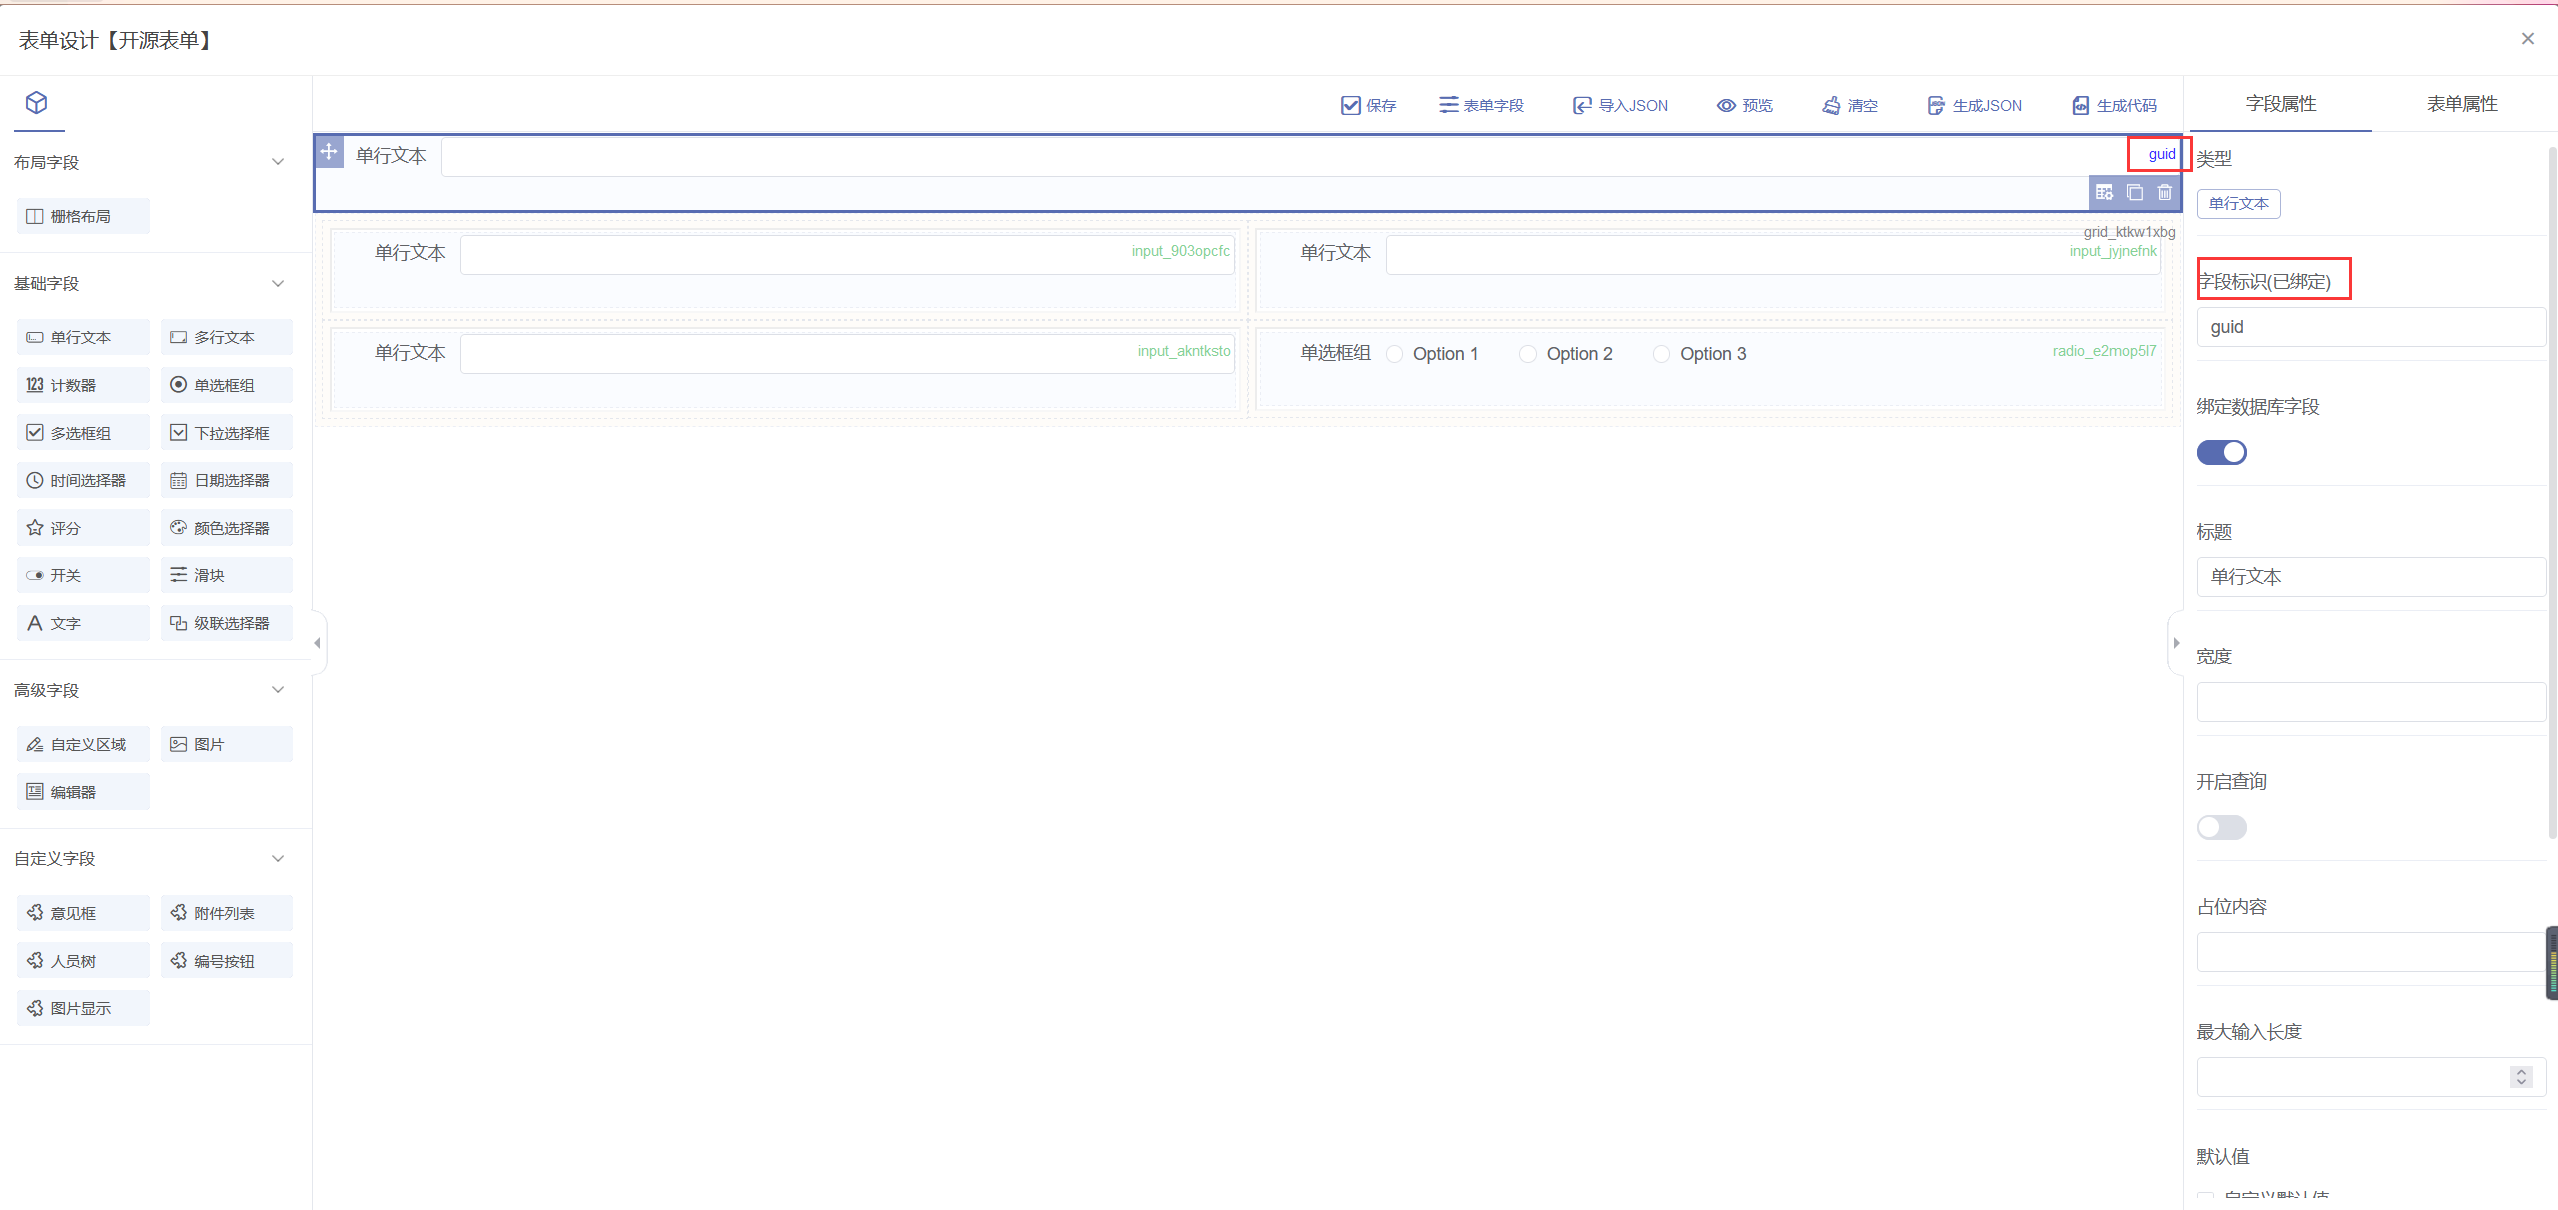 表单设计【开源表单】
保存
表单字段
导入JSON
预览
清空
生成JSON
生成代码
字段属性
表单属性
布局字段
栅格布局
基础字段
单行文本
多行文本
123 计数器
单选框组
多选框组
下拉选择框
时间选择器
日期选择器
评分
颜色选择器
开关
滑块
文字
级联选择器
高级字段
自定义区域
图片
编辑器
自定义字段
意见框
附件列表
人员树
编号按钮
图片显示
单行文本
guid
grid_ktkw1xbg
单行文本
input_903opcfc
单行文本
input_jyjnefnk
单行文本
input_akntksto
单选框组
Option 1
Option 2
Option 3
radio_e2mop5l7
类型
单行文本
字段标识(已绑定)
guid
绑定数据库字段
标题
单行文本
宽度
开启查询
占位内容
最大输入长度
默认值
自定义默认值